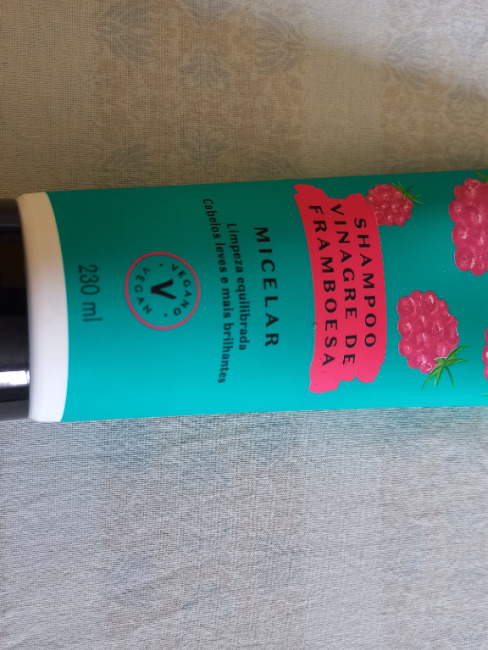 SHAMPOO
VINAGRE DE
FRAMBOESA
MICELAR
Limpeza equilibrada
Cabelos leves e mais brilhantes
VEGANO
V
VEGAN
230 ml